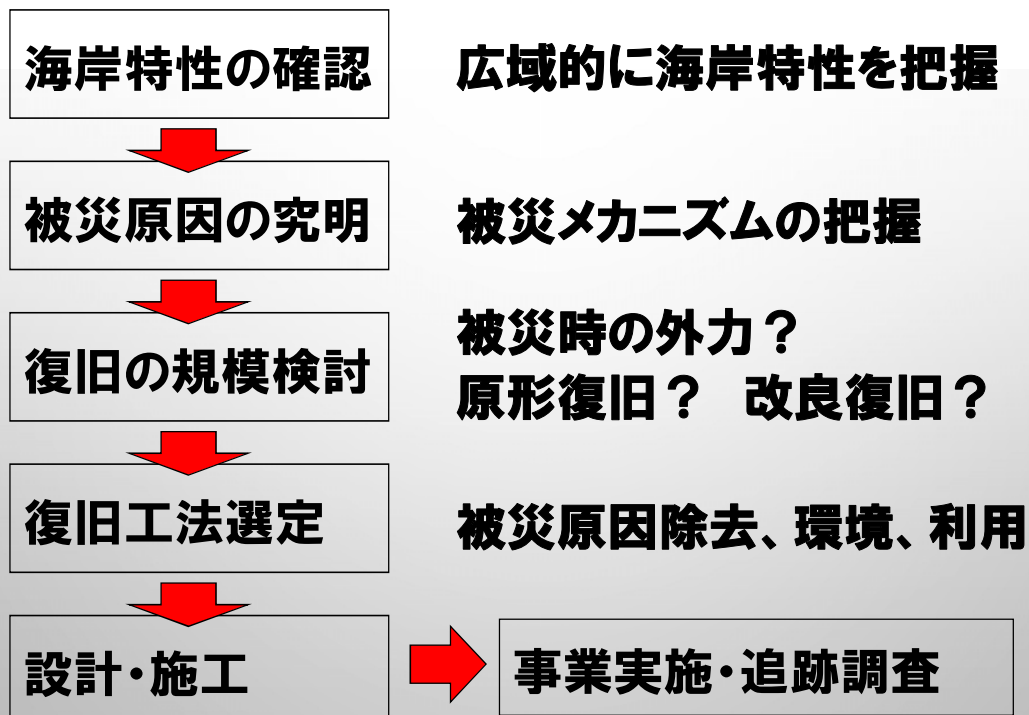 海岸特性の確認
広域的に海岸特性を把握
被災原因の究明
被災メカニズムの把握
復旧の規模検討
被災時の外力？
原形復旧？　改良復旧？
復旧工法選定
被災原因除去、環境、利用
設計・施工
事業実施・追跡調査